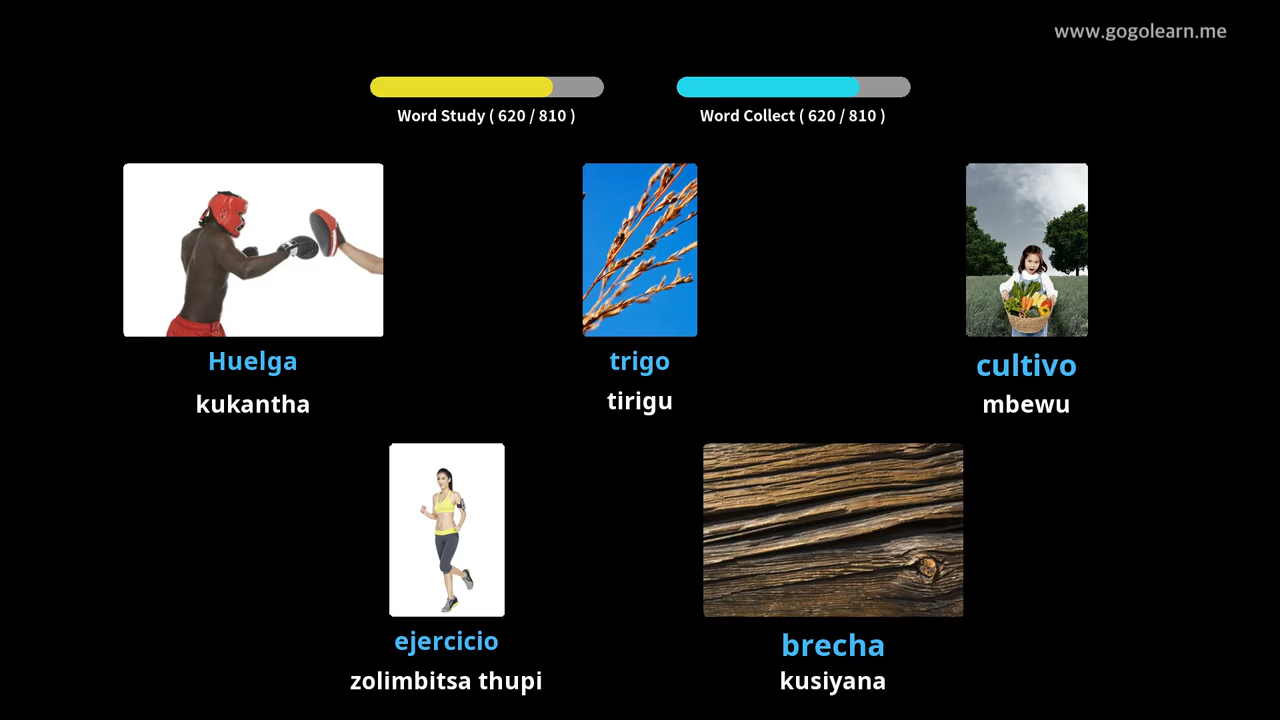 www.gogolearn.me
Word Study ( 620 / 810 )
Word Collect ( 620 / 810 )
Huelga
kukantha
trigo
tirigu
cultivo
mbewu
ejercicio
zolimbitsa thupi
brecha
kusiyana